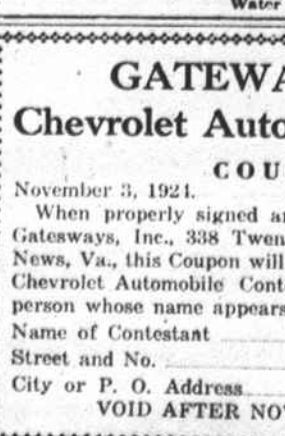 Water
GATEWA
Chevrolet Auto
COU
November 3, 1921.
When properly signed a
Gatesways, Inc., 338 Twen
News, Va., this Coupon will
Chevrolet Automobile Cont
person whose name appears
Name of Contestant
Street and No.
City or P. O. Address
VOID AFTER NO